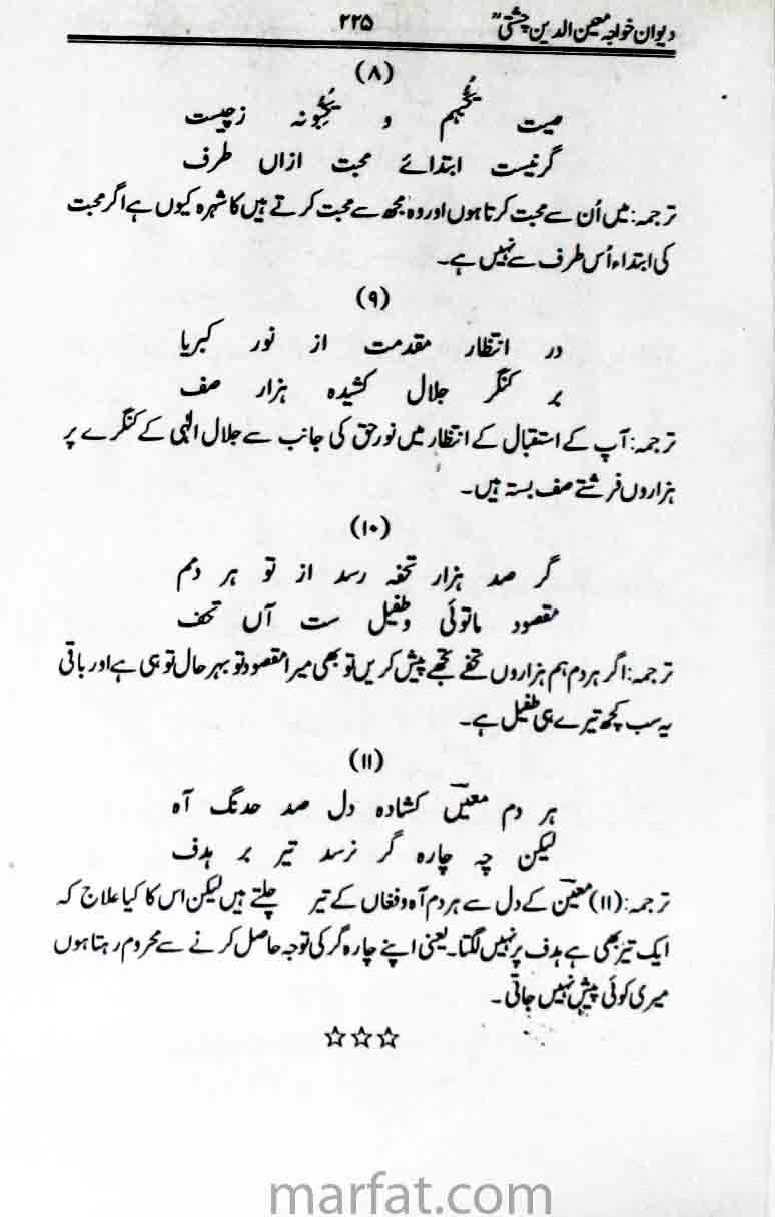 دیوان خواجہ معین الدین چشتیؒ ۲۲۵
(۸)
صیت یُحِبُّہم و یُحِبُّونہ زچیست
گرنیست ابتدائے محبت ازاں طرف
ترجمہ: میں اُن سے محبت کرتا ہوں اور وہ مجھ سے محبت کرتے ہیں کا شہرہ کیوں ہے اگر محبت
کی ابتداء اُس طرف سے نہیں ہے۔
(۹)
در انتظار مقدمت از نور کبریا
بر کنگر جلال کشیدہ ہزار صف
ترجمہ: آپ کے استقبال کے انتظار میں نور حق کی جانب سے جلال الٰہی کے کنگرے پر
ہزاروں فرشتے صف بستہ ہیں۔
(۱۰)
گر صد ہزار تحفہ رسد از تو ہر دمم
مقصود ماتوئی وطفیل ست آں تحف
ترجمہ: اگر ہر دم ہم ہزاروں تحفے تجھے پیش کریں تو بھی میرا مقصود تو بہر حال تو ہی ہے اور باقی
یہ سب کچھ تیرے ہی طفیل ہے۔
(۱۱)
ہر دم معینؔ کشادہ دل صد حدنگ آہ
لیکن چہ چارہ گر نرسد تیر بر ہدف
ترجمہ: (۱۱) معینؔ کے دل سے ہر دم آہ و فغاں کے تیر چلتے ہیں لیکن اس کا کیا علاج کہ
ایک تیر بھی ہے ہدف پر نہیں لگتا۔ یعنی اپنے چارہ گر کی توجہ حاصل کرنے سے محروم رہتا ہوں
میری کوئی پیش نہیں جاتی۔
☆☆☆
marfat.com